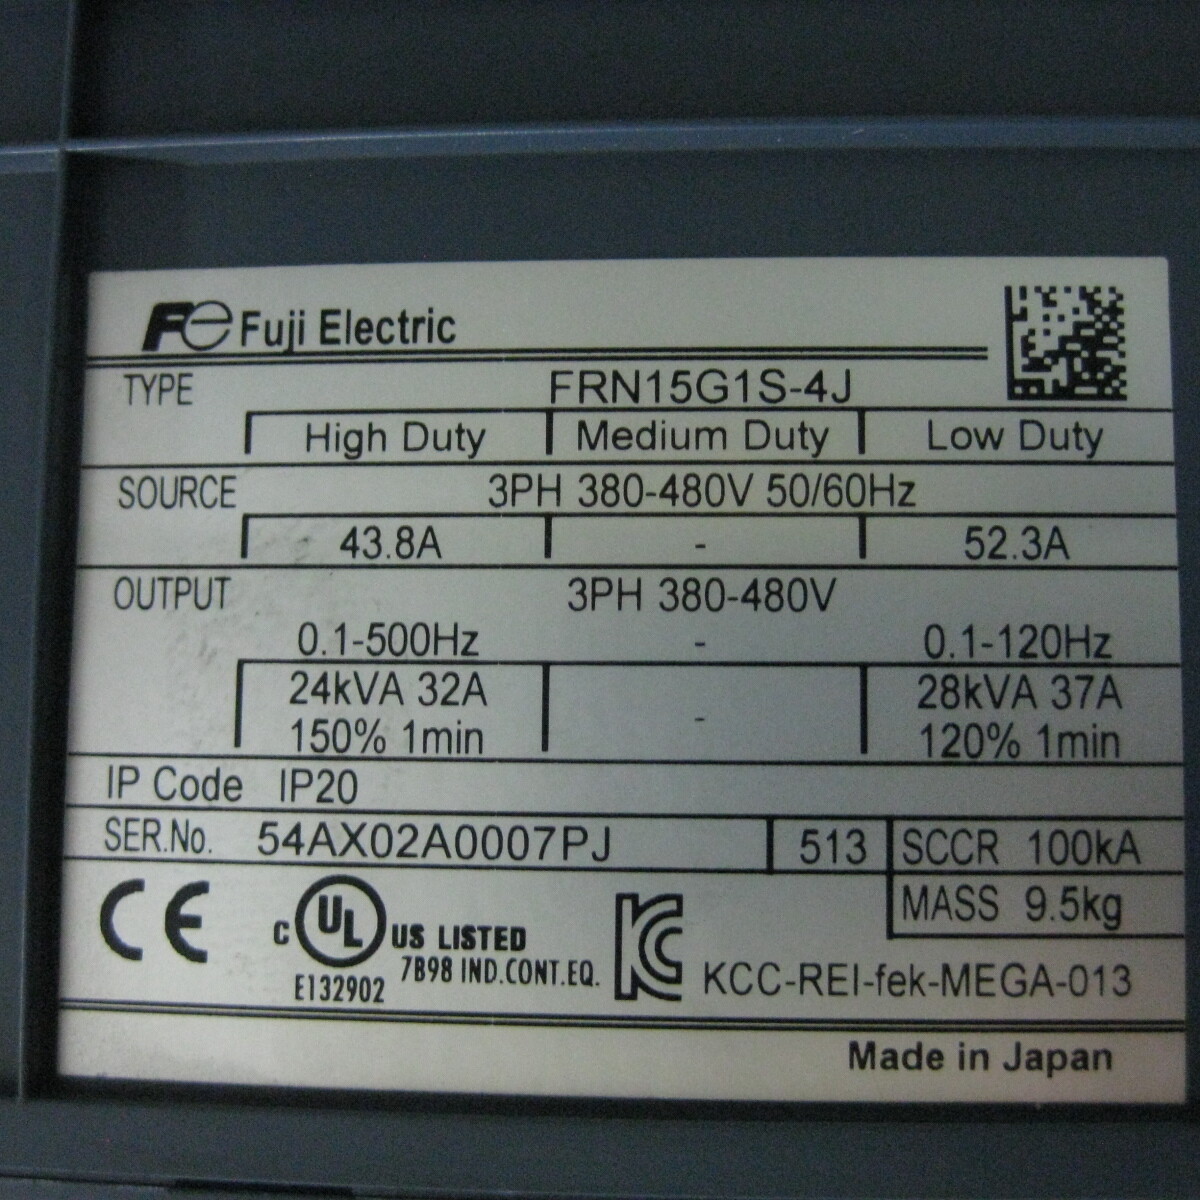 Fe Fuji Electric
TYPE FRN15G1S-4J
High Duty Medium Duty Low Duty
SOURCE 3PH 380-480V 50/60Hz
43.8A - 52.3A
OUTPUT 3PH 380-480V
0.1-500Hz - 0.1-120Hz
24kVA 32A - 28kVA 37A
150% 1min 120% 1min
IP Code IP20
SER.No. 54AX02A0007PJ 513 SCCR 100kA
MASS 9.5kg
CE C UL US LISTED
E132902 7B98 IND.CONT.EQ. KC KCC-REI-fek-MEGA-013
Made in Japan